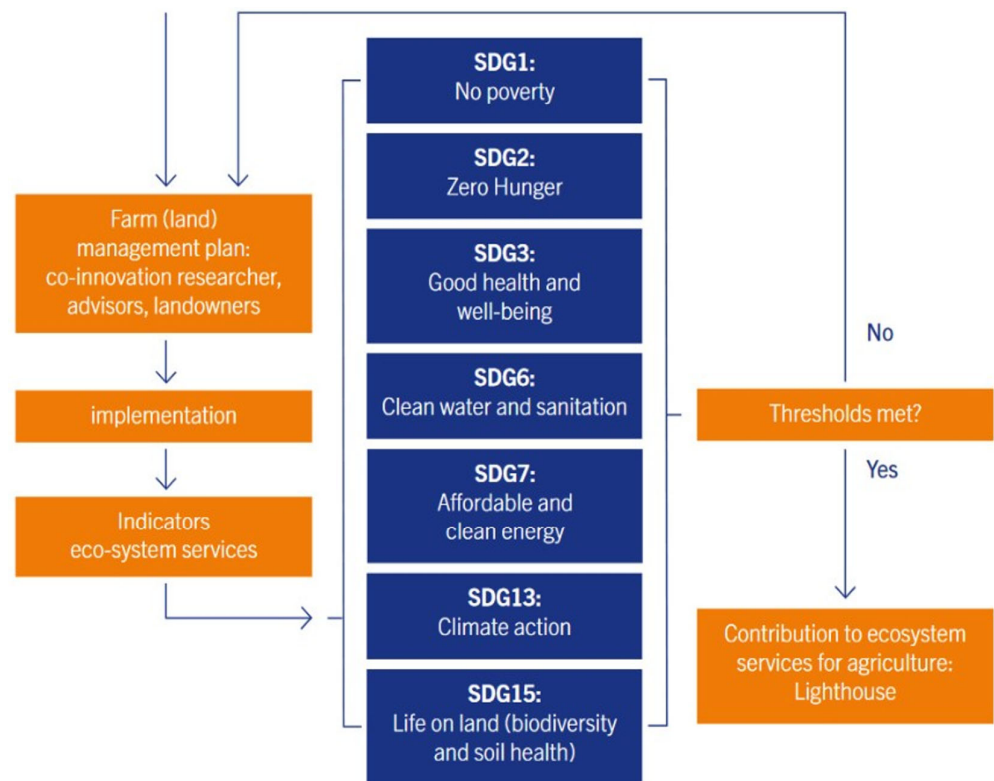 Farm (land)
management plan:
co-innovation researcher,
advisors, landowners
implementation
Indicators
eco-system services
SDG1:
No poverty
SDG2:
Zero Hunger
SDG3:
Good health and
well-being
SDG6:
Clean water and sanitation
SDG7:
Affordable and
clean energy
SDG13:
Climate action
SDG15:
Life on land (biodiversity
and soil health)
No
Thresholds met?
Yes
Contribution to ecosystem
services for agriculture:
Lighthouse